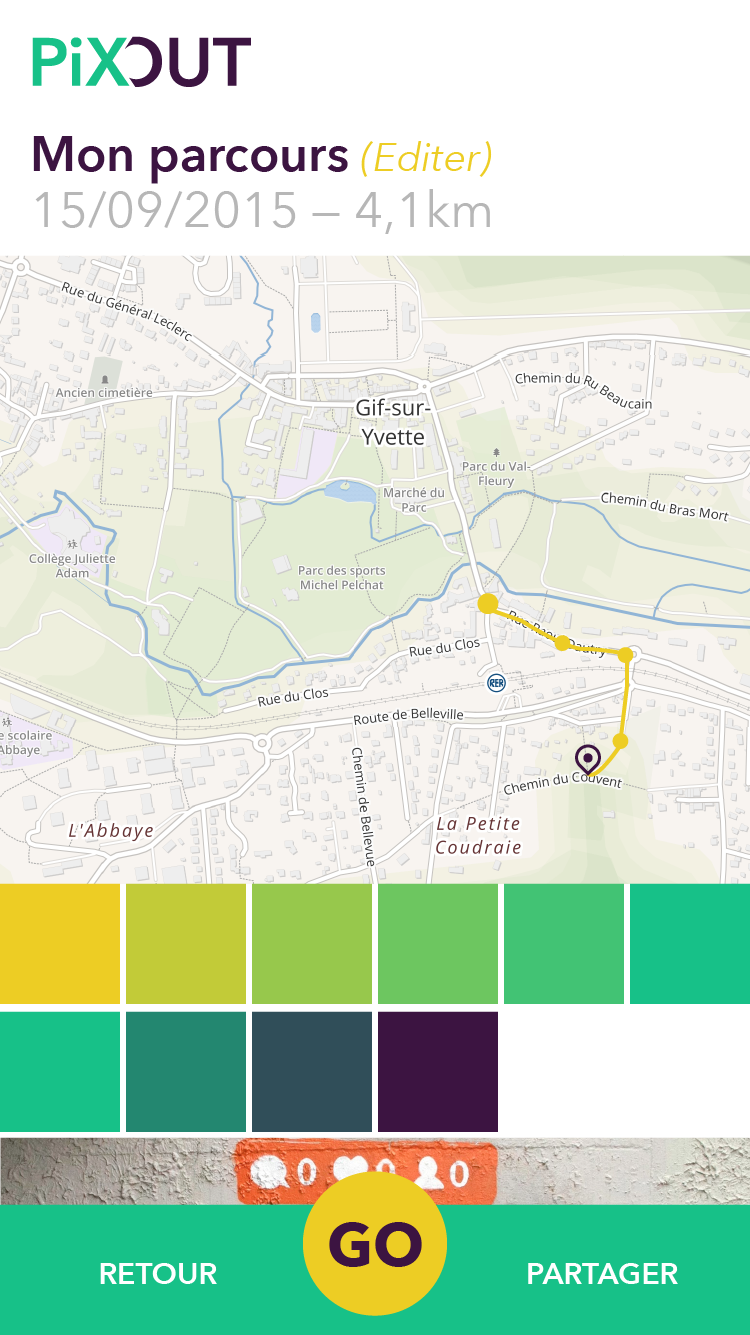 PiXOUT
Mon parcours (Editer)
15/09/2015 – 4,1km
Rue du Général Leclerc
Ancien cimetière
Chemin du Ru Beaucain
Gif-sur-
Yvette
Parc du Val-
Fleury
Marché du
Parc
Chemin du Bras Mort
Collège Juliette
Adam
Parc des sports
Michel Pelchat
Rue Raoul Dautry
Rue du Clos
RER
Rue du Clos
Route de Belleville
e scolaire
Abbaye
Chemin de Bellevue
Chemin du Couvent
L'Abbaye
La Petite
Coudraie
0 0 0
RETOUR GO PARTAGER